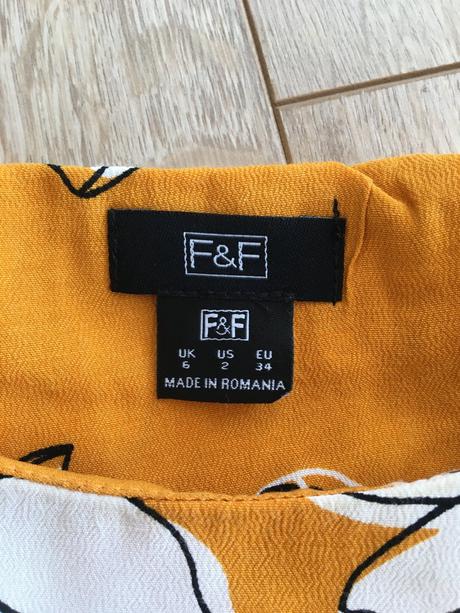 F&F
F&F
UK US EU
6 2 34
MADE IN ROMANIA